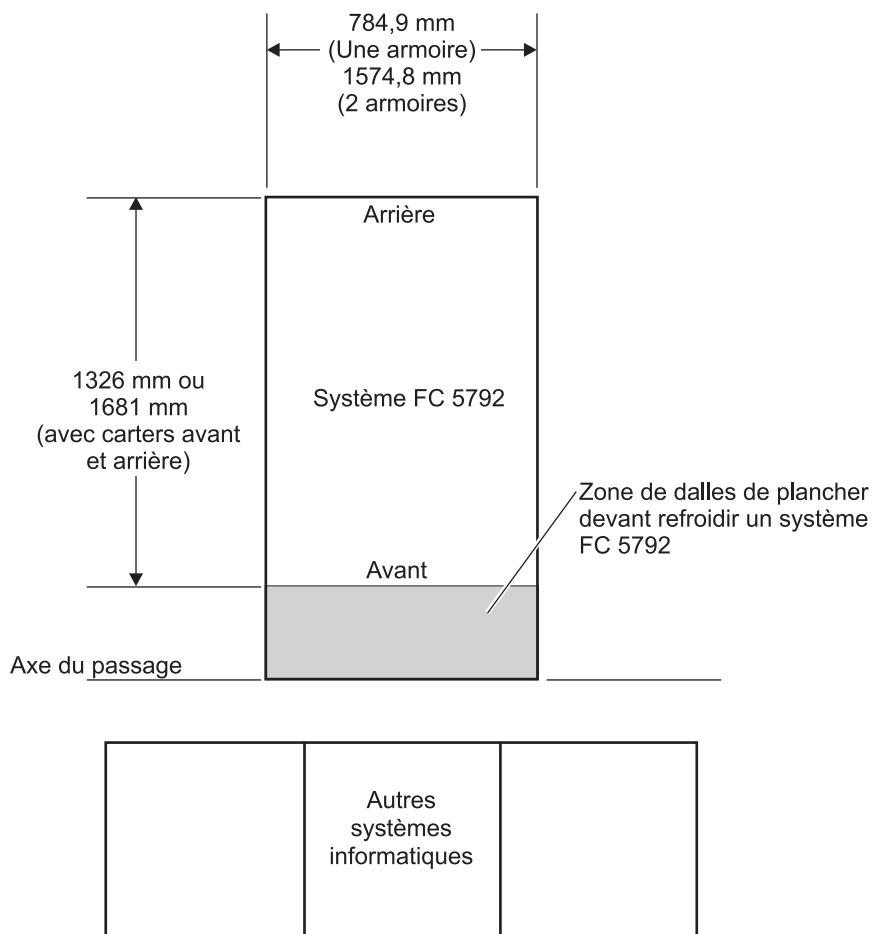 784,9 mm
(Une armoire)
1574,8 mm
(2 armoires)
Arrière
1326 mm ou
1681 mm
(avec carters avant
et arrière)
Système FC 5792
Zone de dalles de plancher
devant refroidir un système
FC 5792
Avant
Axe du passage
Autres
systèmes
informatiques